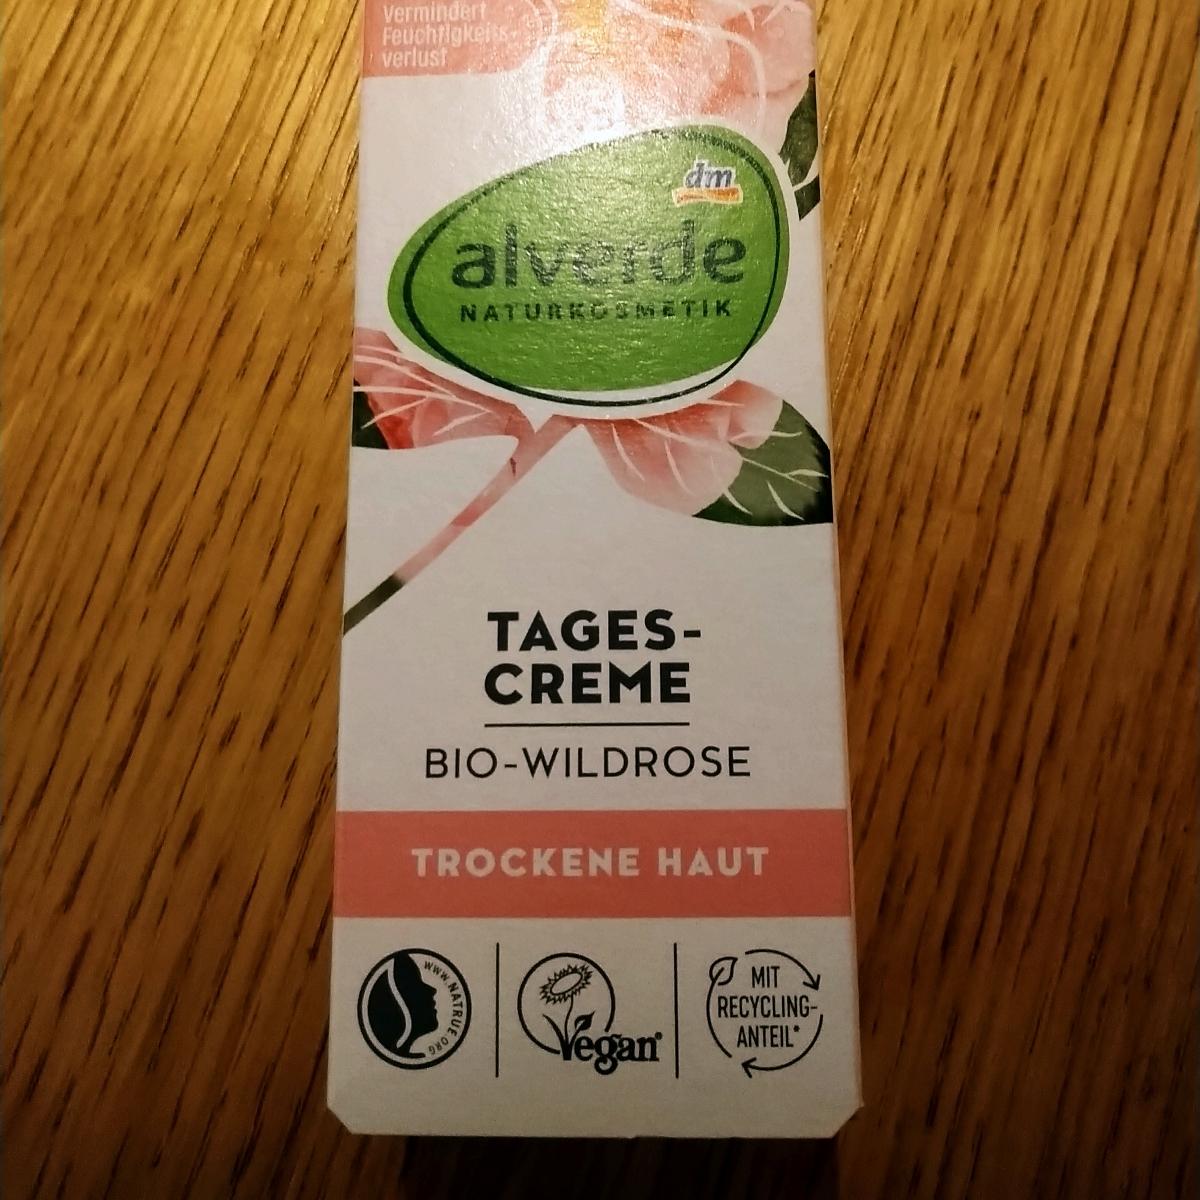 vermindert
Feuchtigkeits-
verlust
dm
alverde
NATURKOSMETIK
TAGES-
CREME
BIO-WILDROSE
TROCKENE HAUT
WWW.NATRUE.ORG
Vegan
MIT
RECYCLING-
ANTEIL*